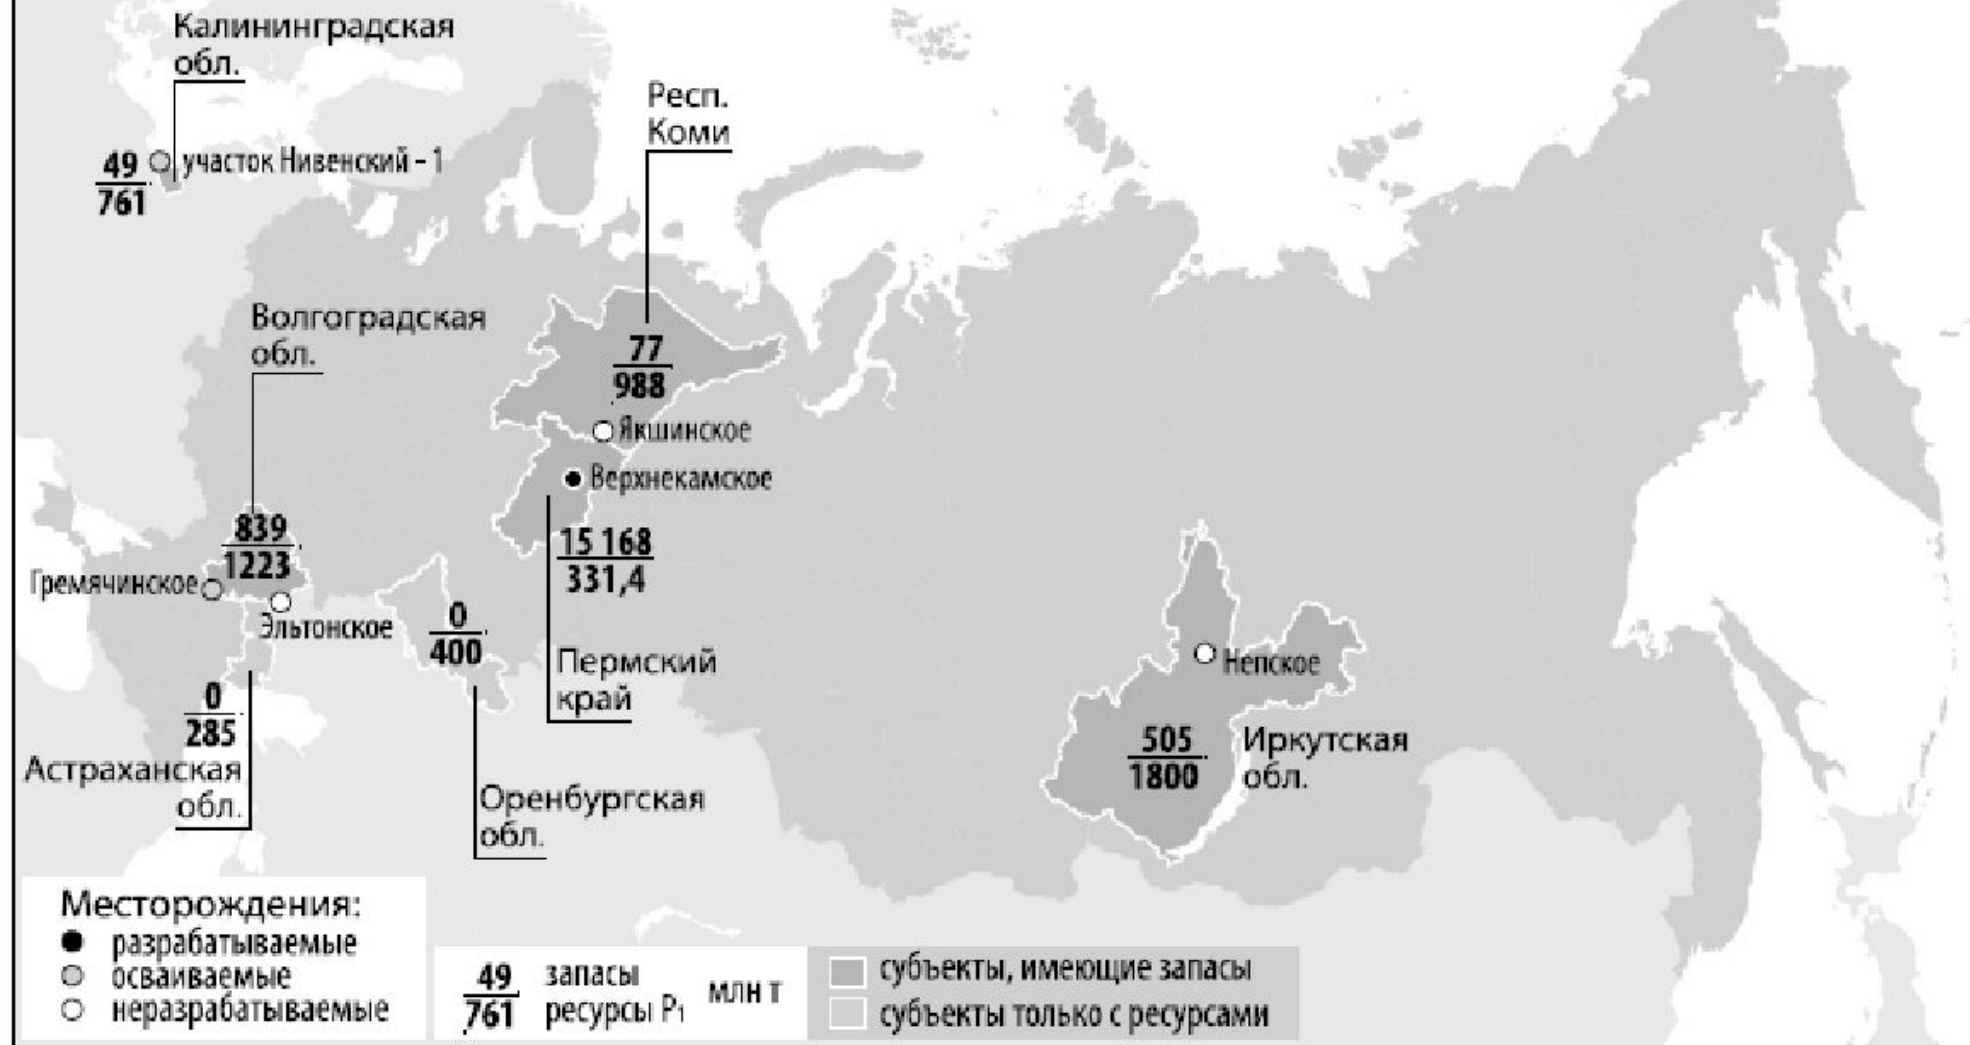 Калининградская
обл.
49
761
участок Нивенский – 1
Респ.
Коми
77
988
Якшинское
Верхнекамское
15 168
331,4
Пермский
край
Волгоградская
обл.
839
1223
Гремячинское
Эльтонское
0
285
Астраханская
обл.
0
400
Оренбургская
обл.
Непское
505
1800
Иркутская
обл.
Месторождения:
разрабатываемые
осваиваемые
неразрабатываемые
49
761
запасы
ресурсы P₁
млн т
субъекты, имеющие запасы
субъекты только с ресурсами